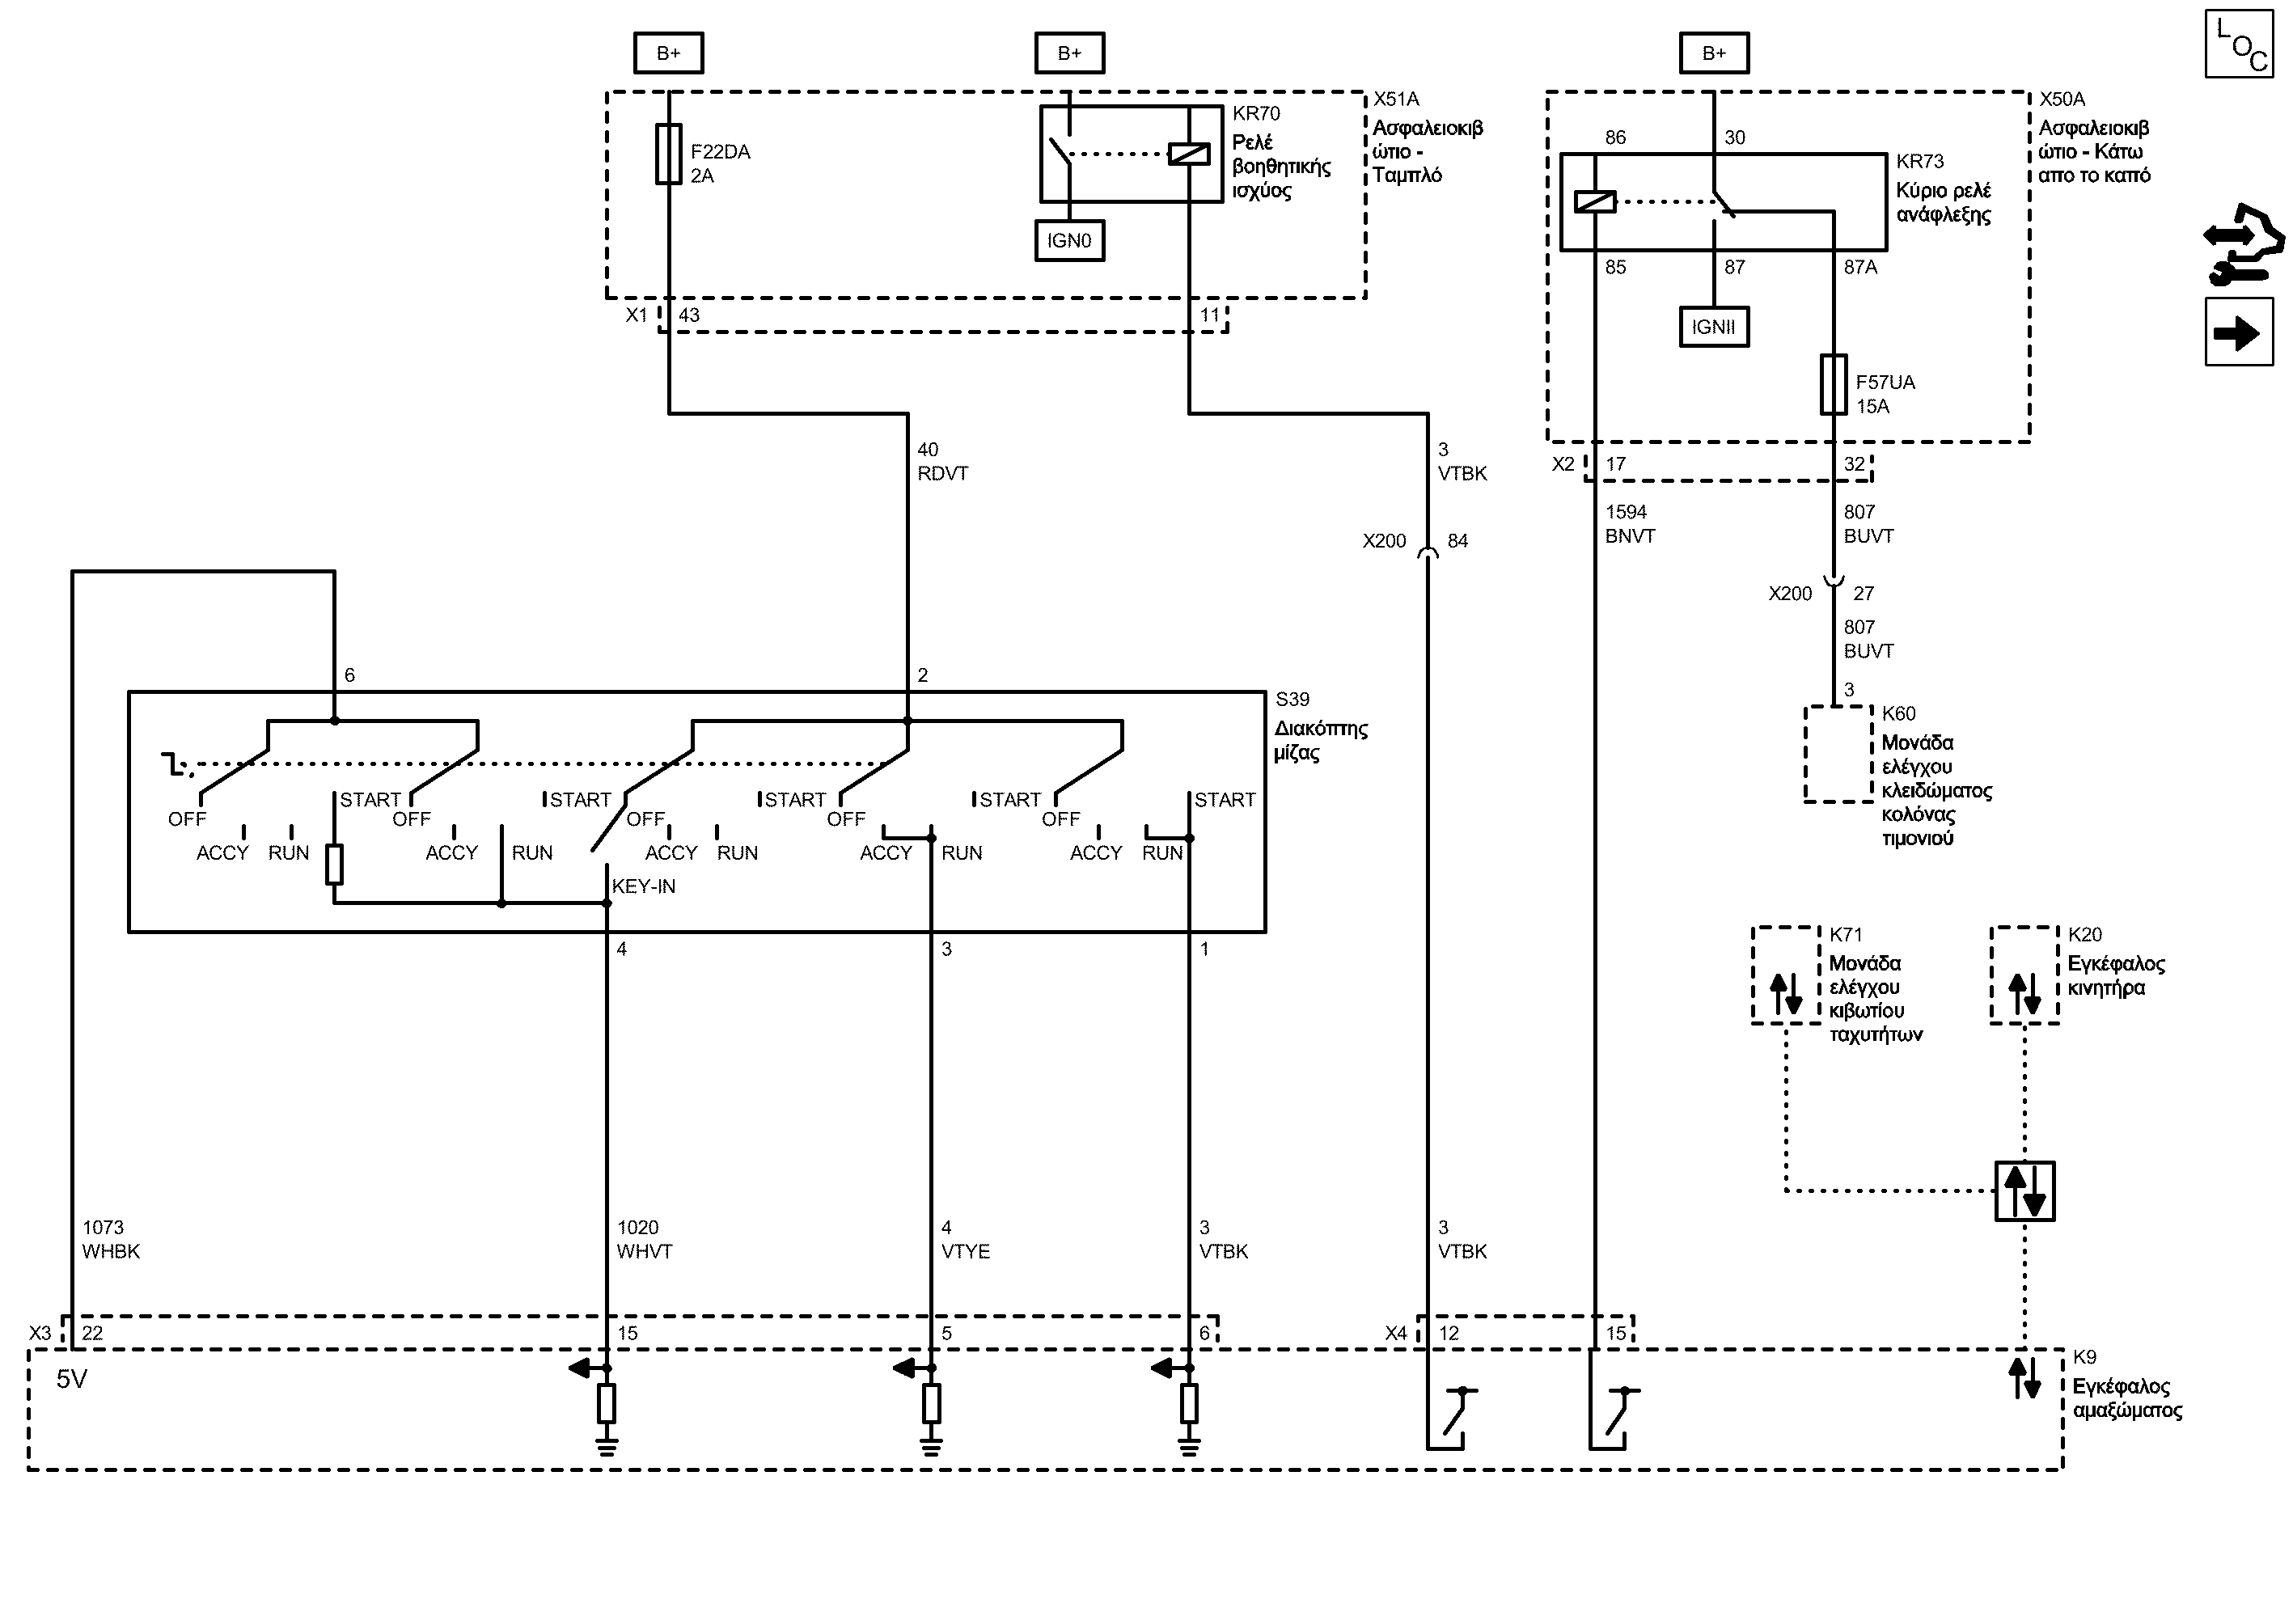 B+
B+
B+
L
O
C
X51A
Ασφαλειοκιβ
ώτιο -
Ταμπλό
KR70
Ρελέ
βοηθητικής
ισχύος
F22DA
2A
IGN0
X1
43
11
X50A
Ασφαλειοκιβ
ώτιο - Κάτω
απο το καπό
86
30
KR73
Κύριο ρελέ
ανάφλεξης
85
87
87A
IGNII
F57UA
15A
X2
17
32
40
RDVT
3
VTBK
1594
BNVT
807
BUVT
X200
84
X200
27
807
BUVT
3
K60
Μονάδα
ελέγχου
κλειδώματος
κολόνας
τιμονιού
6
2
S39
Διακόπτης
μίζας
OFF
ACCY
RUN
START
OFF
ACCY
RUN
START
OFF
ACCY
RUN
START
OFF
ACCY
RUN
START
OFF
ACCY
RUN
START
KEY-IN
4
3
1
K71
Μονάδα
ελέγχου
κιβωτίου
ταχυτήτων
K20
Εγκέφαλος
κινητήρα
1073
WHBK
1020
WHVT
4
VTYE
3
VTBK
3
VTBK
X3
22
15
5
6
X4
12
15
5V
K9
Εγκέφαλος
αμαξώματος